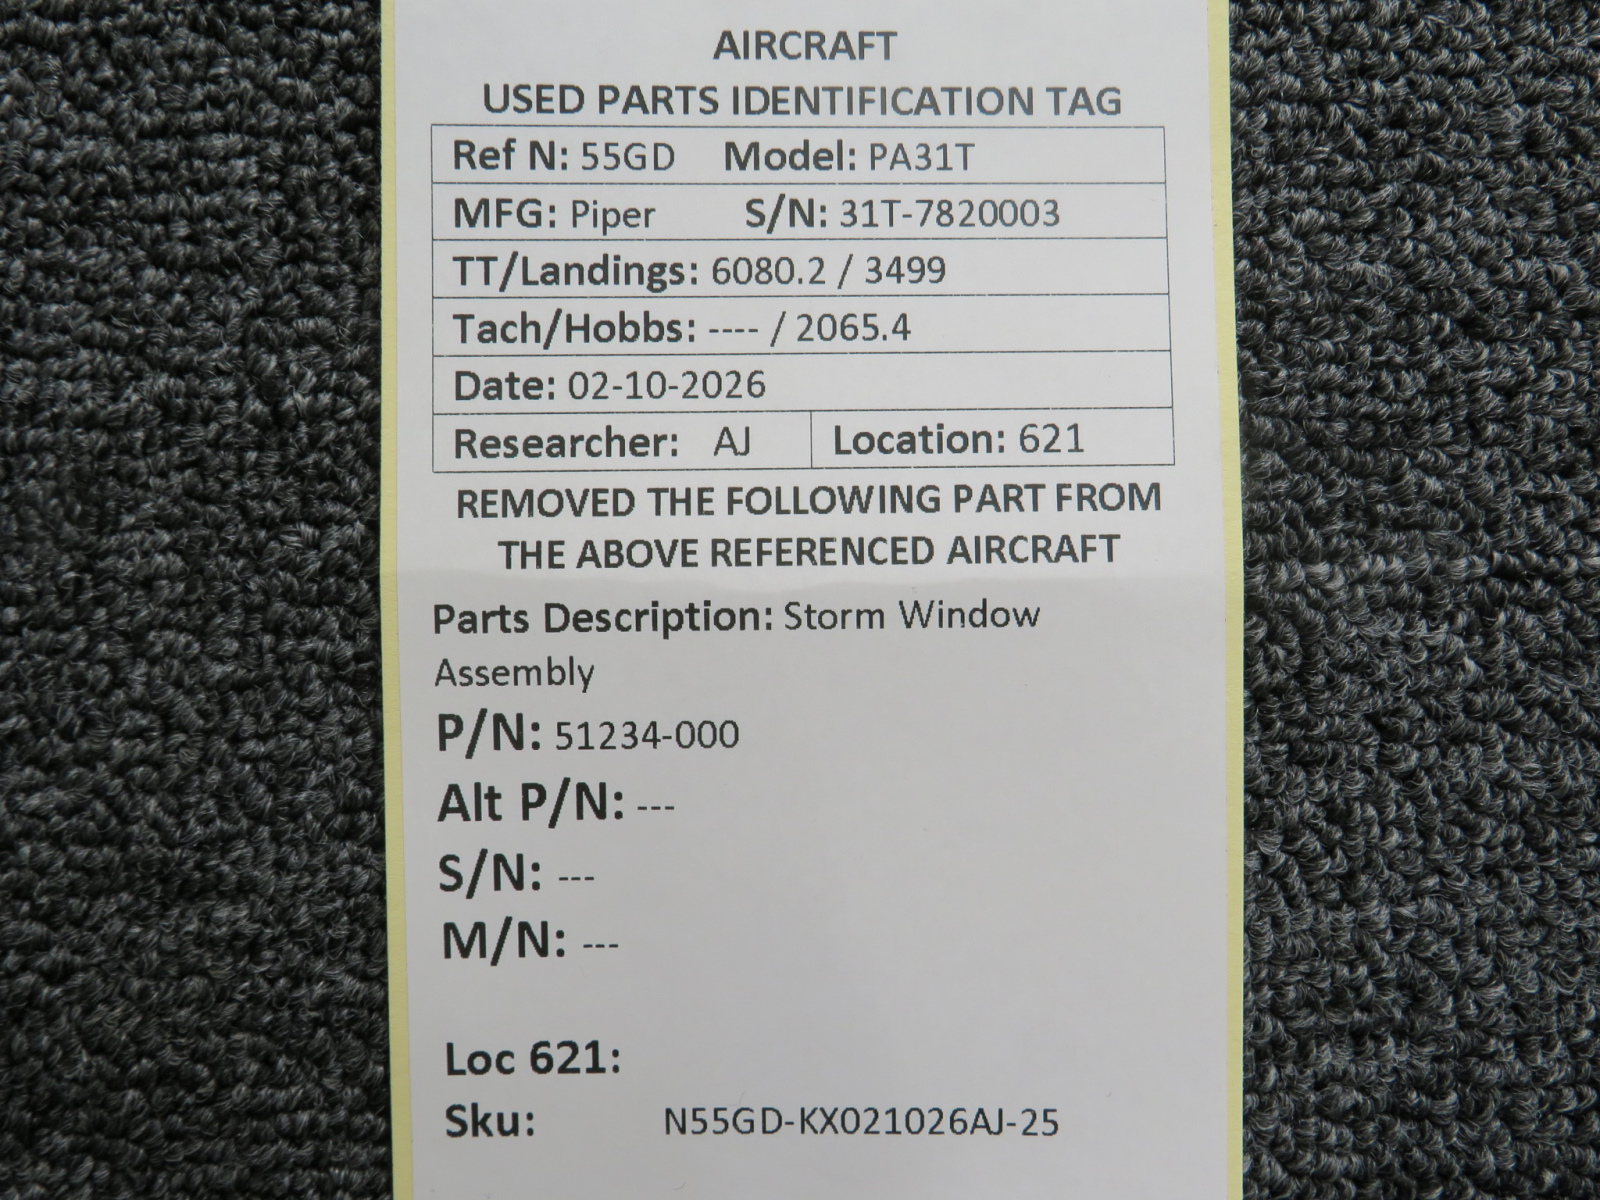 AIRCRAFT
USED PARTS IDENTIFICATION TAG
Ref N: 55GD Model: PA31T
MFG: Piper S/N: 31T-7820003
TT/Landings: 6080.2 / 3499
Tach/Hobbs: ---- / 2065.4
Date: 02-10-2026
Researcher: AJ Location: 621
REMOVED THE FOLLOWING PART FROM
THE ABOVE REFERENCED AIRCRAFT
Parts Description: Storm Window
Assembly
P/N: 51234-000
Alt P/N: ---
S/N: ---
M/N: ---
Loc 621:
Sku: N55GD-KX021026AJ-25